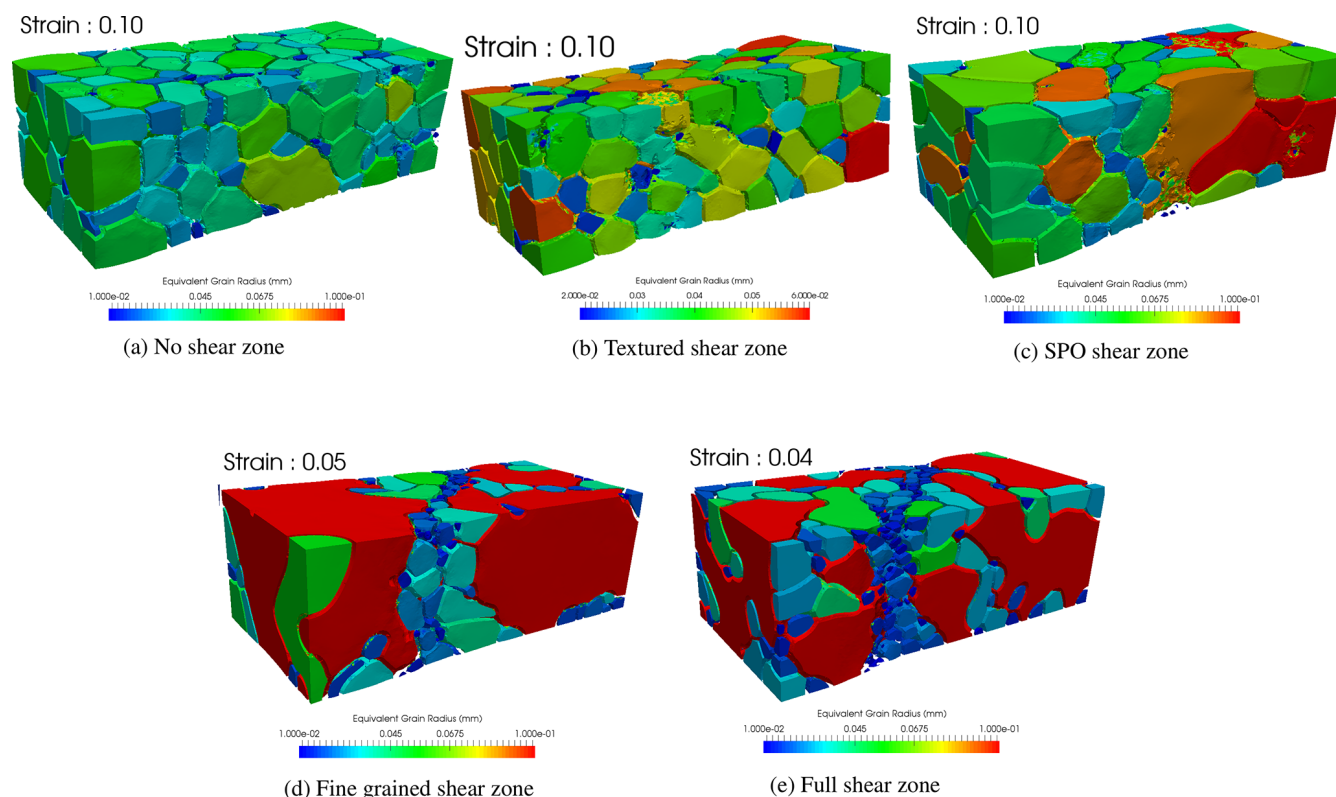 Strain : 0.10
Equivalent Grain Radius (mm)
1.000e-02 0.045 0.0675 1.000e-01
(a) No shear zone
Strain : 0.10
Equivalent Grain Radius (mm)
2.000e-02 0.03 0.04 0.05 6.000e-02
(b) Textured shear zone
Strain : 0.10
Equivalent Grain Radius (mm)
1.000e-02 0.045 0.0675 1.000e-01
(c) SPO shear zone
Strain : 0.05
Equivalent Grain Radius (mm)
1.000e-02 0.045 0.0675 1.000e-01
(d) Fine grained shear zone
Strain : 0.04
Equivalent Grain Radius (mm)
1.000e-02 0.045 0.0675 1.000e-01
(e) Full shear zone